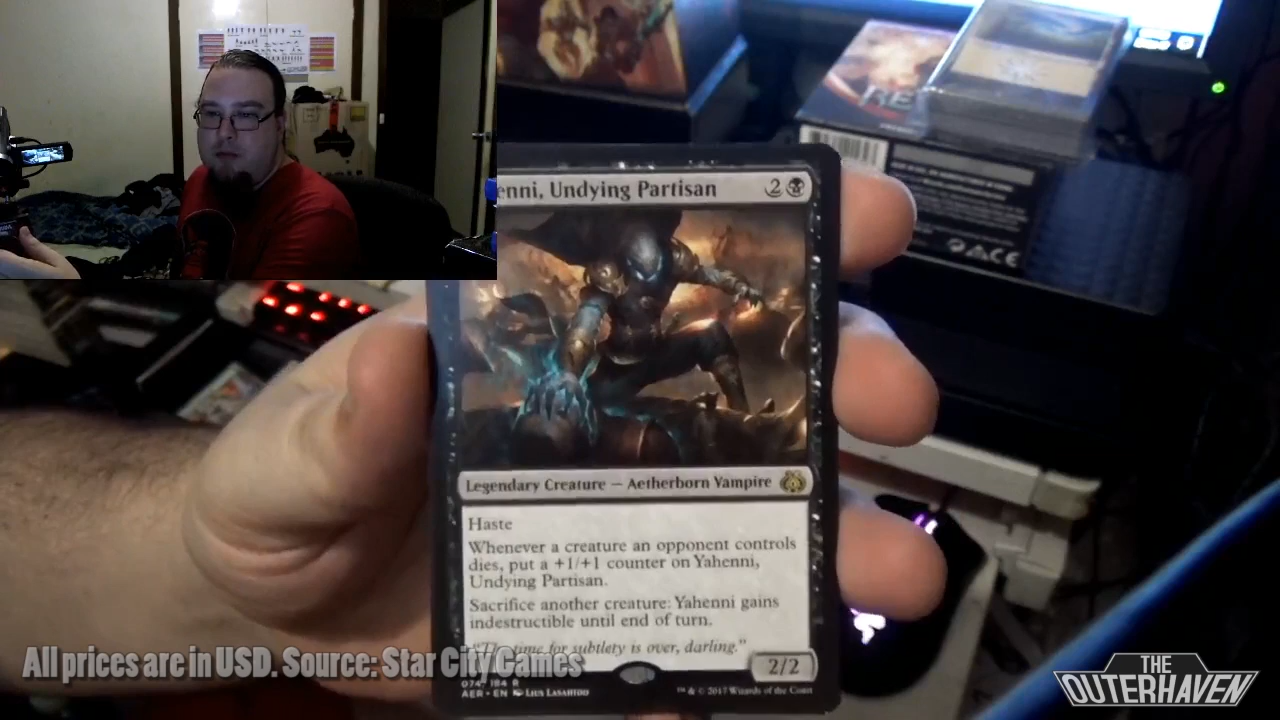 enni, Undying Partisan 2
Legendary Creature — Aetherborn Vampire
Haste
Whenever a creature an opponent controls
dies, put a +1/+1 counter on Yahenni,
Undying Partisan.
Sacrifice another creature: Yahenni gains
indestructible until end of turn.
"The time for subtlety is over, darling."
2/2
074/184 R
AER • EN Lius Lasahido
™ & © 2017 Wizards of the Coast
All prices are in USD. Source: Star City Games
THE
OUTERHAVEN
RE